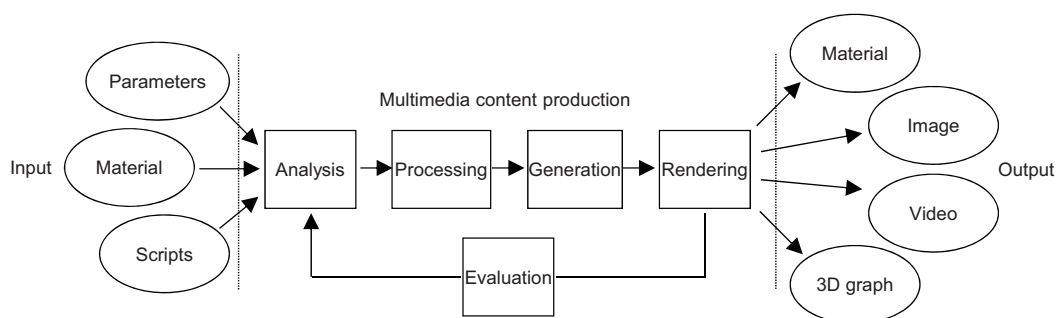 Multimedia content production
Input
Parameters
Material
Scripts
Analysis
Processing
Generation
Rendering
Evaluation
Material
Image
Video
3D graph
Output